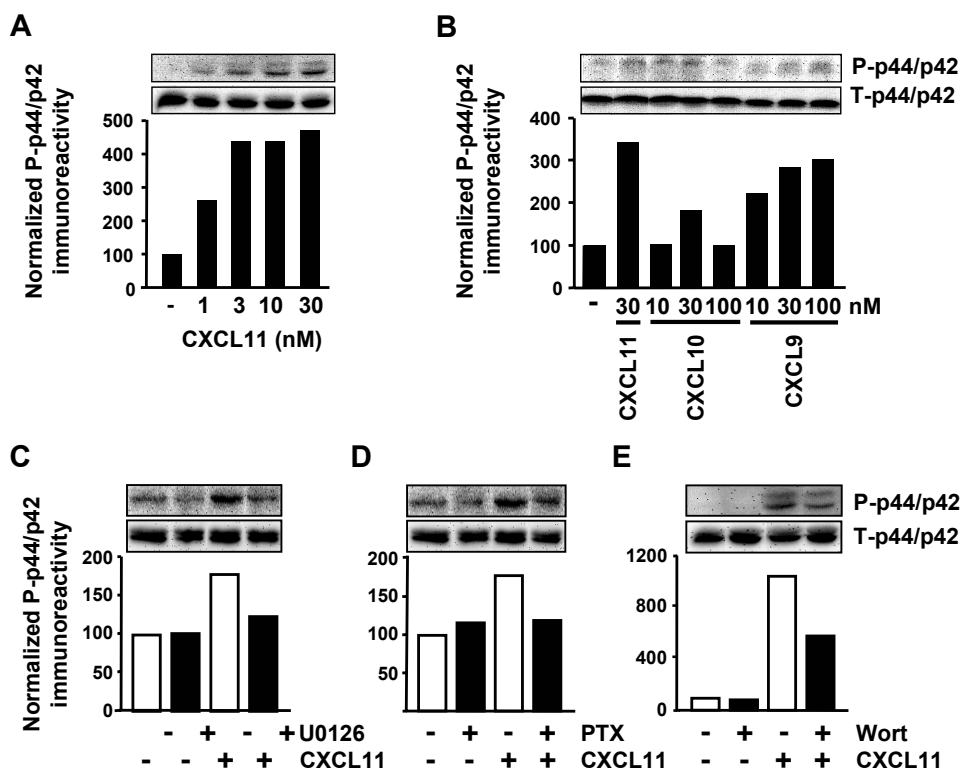 A
Normalized P-p44/p42
immunoreactivity
500
400
300
200
100
0
- 1 3 10 30
CXCL11 (nM)
B
P-p44/p42
T-p44/p42
Normalized P-p44/p42
immunoreactivity
400
300
200
100
0
- 30 10 30 100 10 30 100 nM
CXCL11
CXCL10
CXCL9
C
Normalized P-p44/p42
immunoreactivity
200
150
100
50
0
- + - + U0126
- - + + CXCL11
D
200
150
100
50
- + - + PTX
- - + + CXCL11
E
P-p44/p42
T-p44/p42
1200
800
400
0
- + - + Wort
- - + + CXCL11